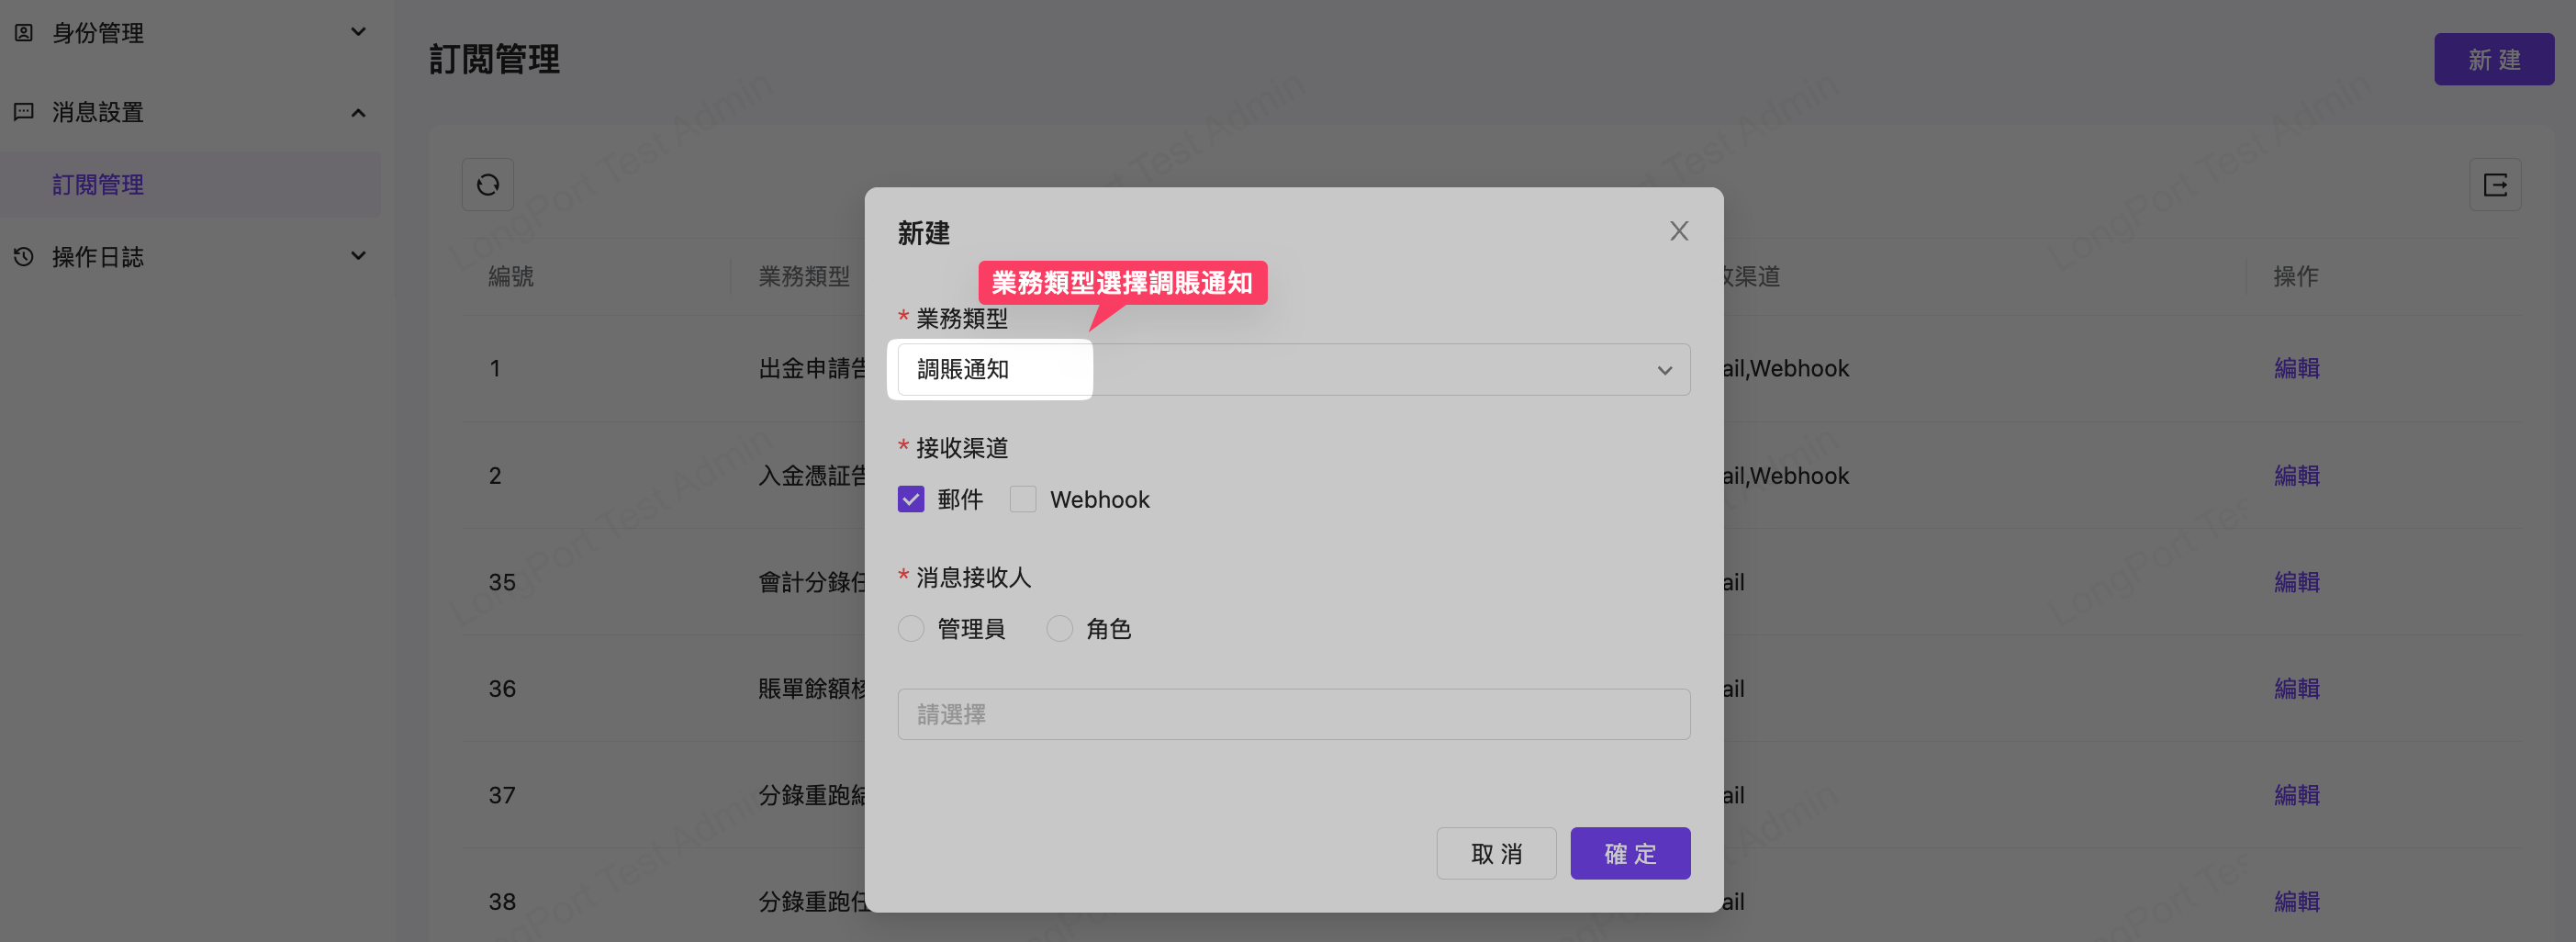 身份管理
消息設置
訂閱管理
操作日誌
訂閱管理
新 建
編號
業務類型
收渠道
操作
1
出金申請告
ail,Webhook
編輯
2
入金憑証告
ail,Webhook
編輯
35
會計分錄任
ail
編輯
36
賬單餘額核
ail
編輯
37
分錄重跑結
ail
編輯
38
分錄重跑任
ail
編輯
新建
業務類型選擇調賬通知
* 業務類型
調賬通知
* 接收渠道
郵件 Webhook
* 消息接收人
管理員 角色
請選擇
取 消 確 定
LongPort Test Admin